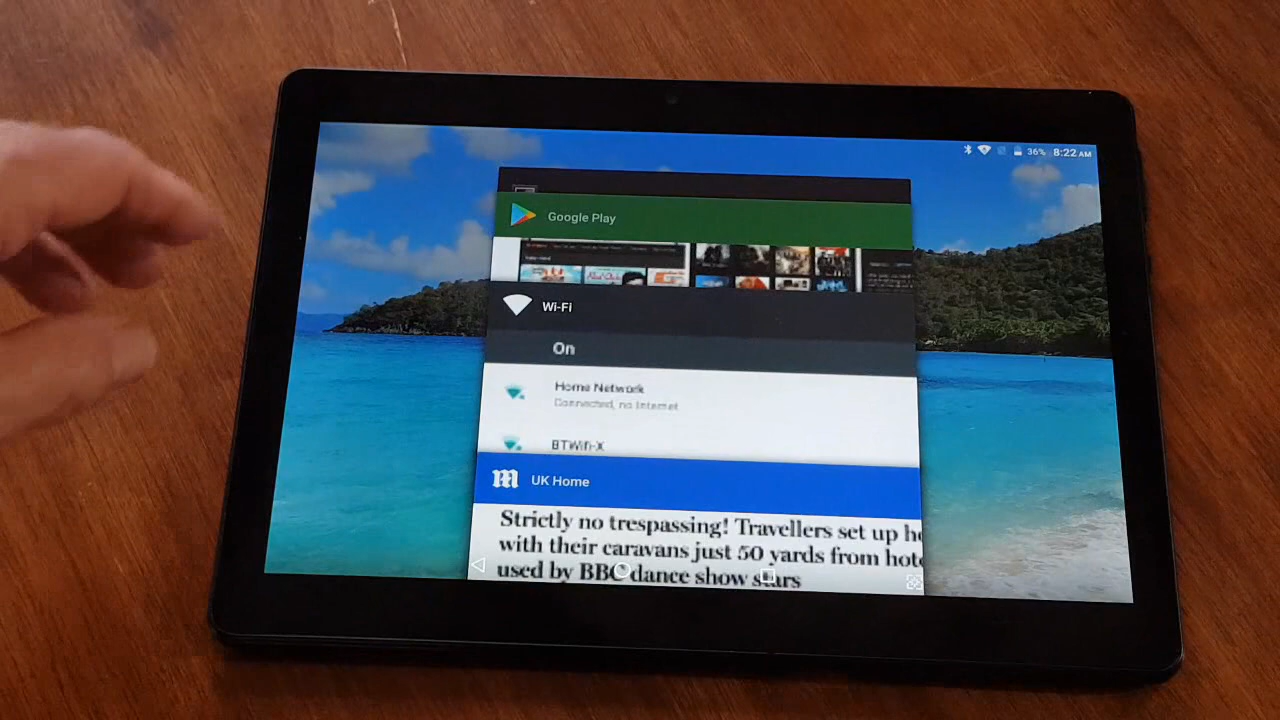 36% 8:22 AM
Google Play
Wi-Fi
On
Home Network
Connected, no Internet
BTWifi-X
UK Home
Strictly no trespassing! Travellers set up
with their caravans just 50 yards from
used by BBC dance show stars